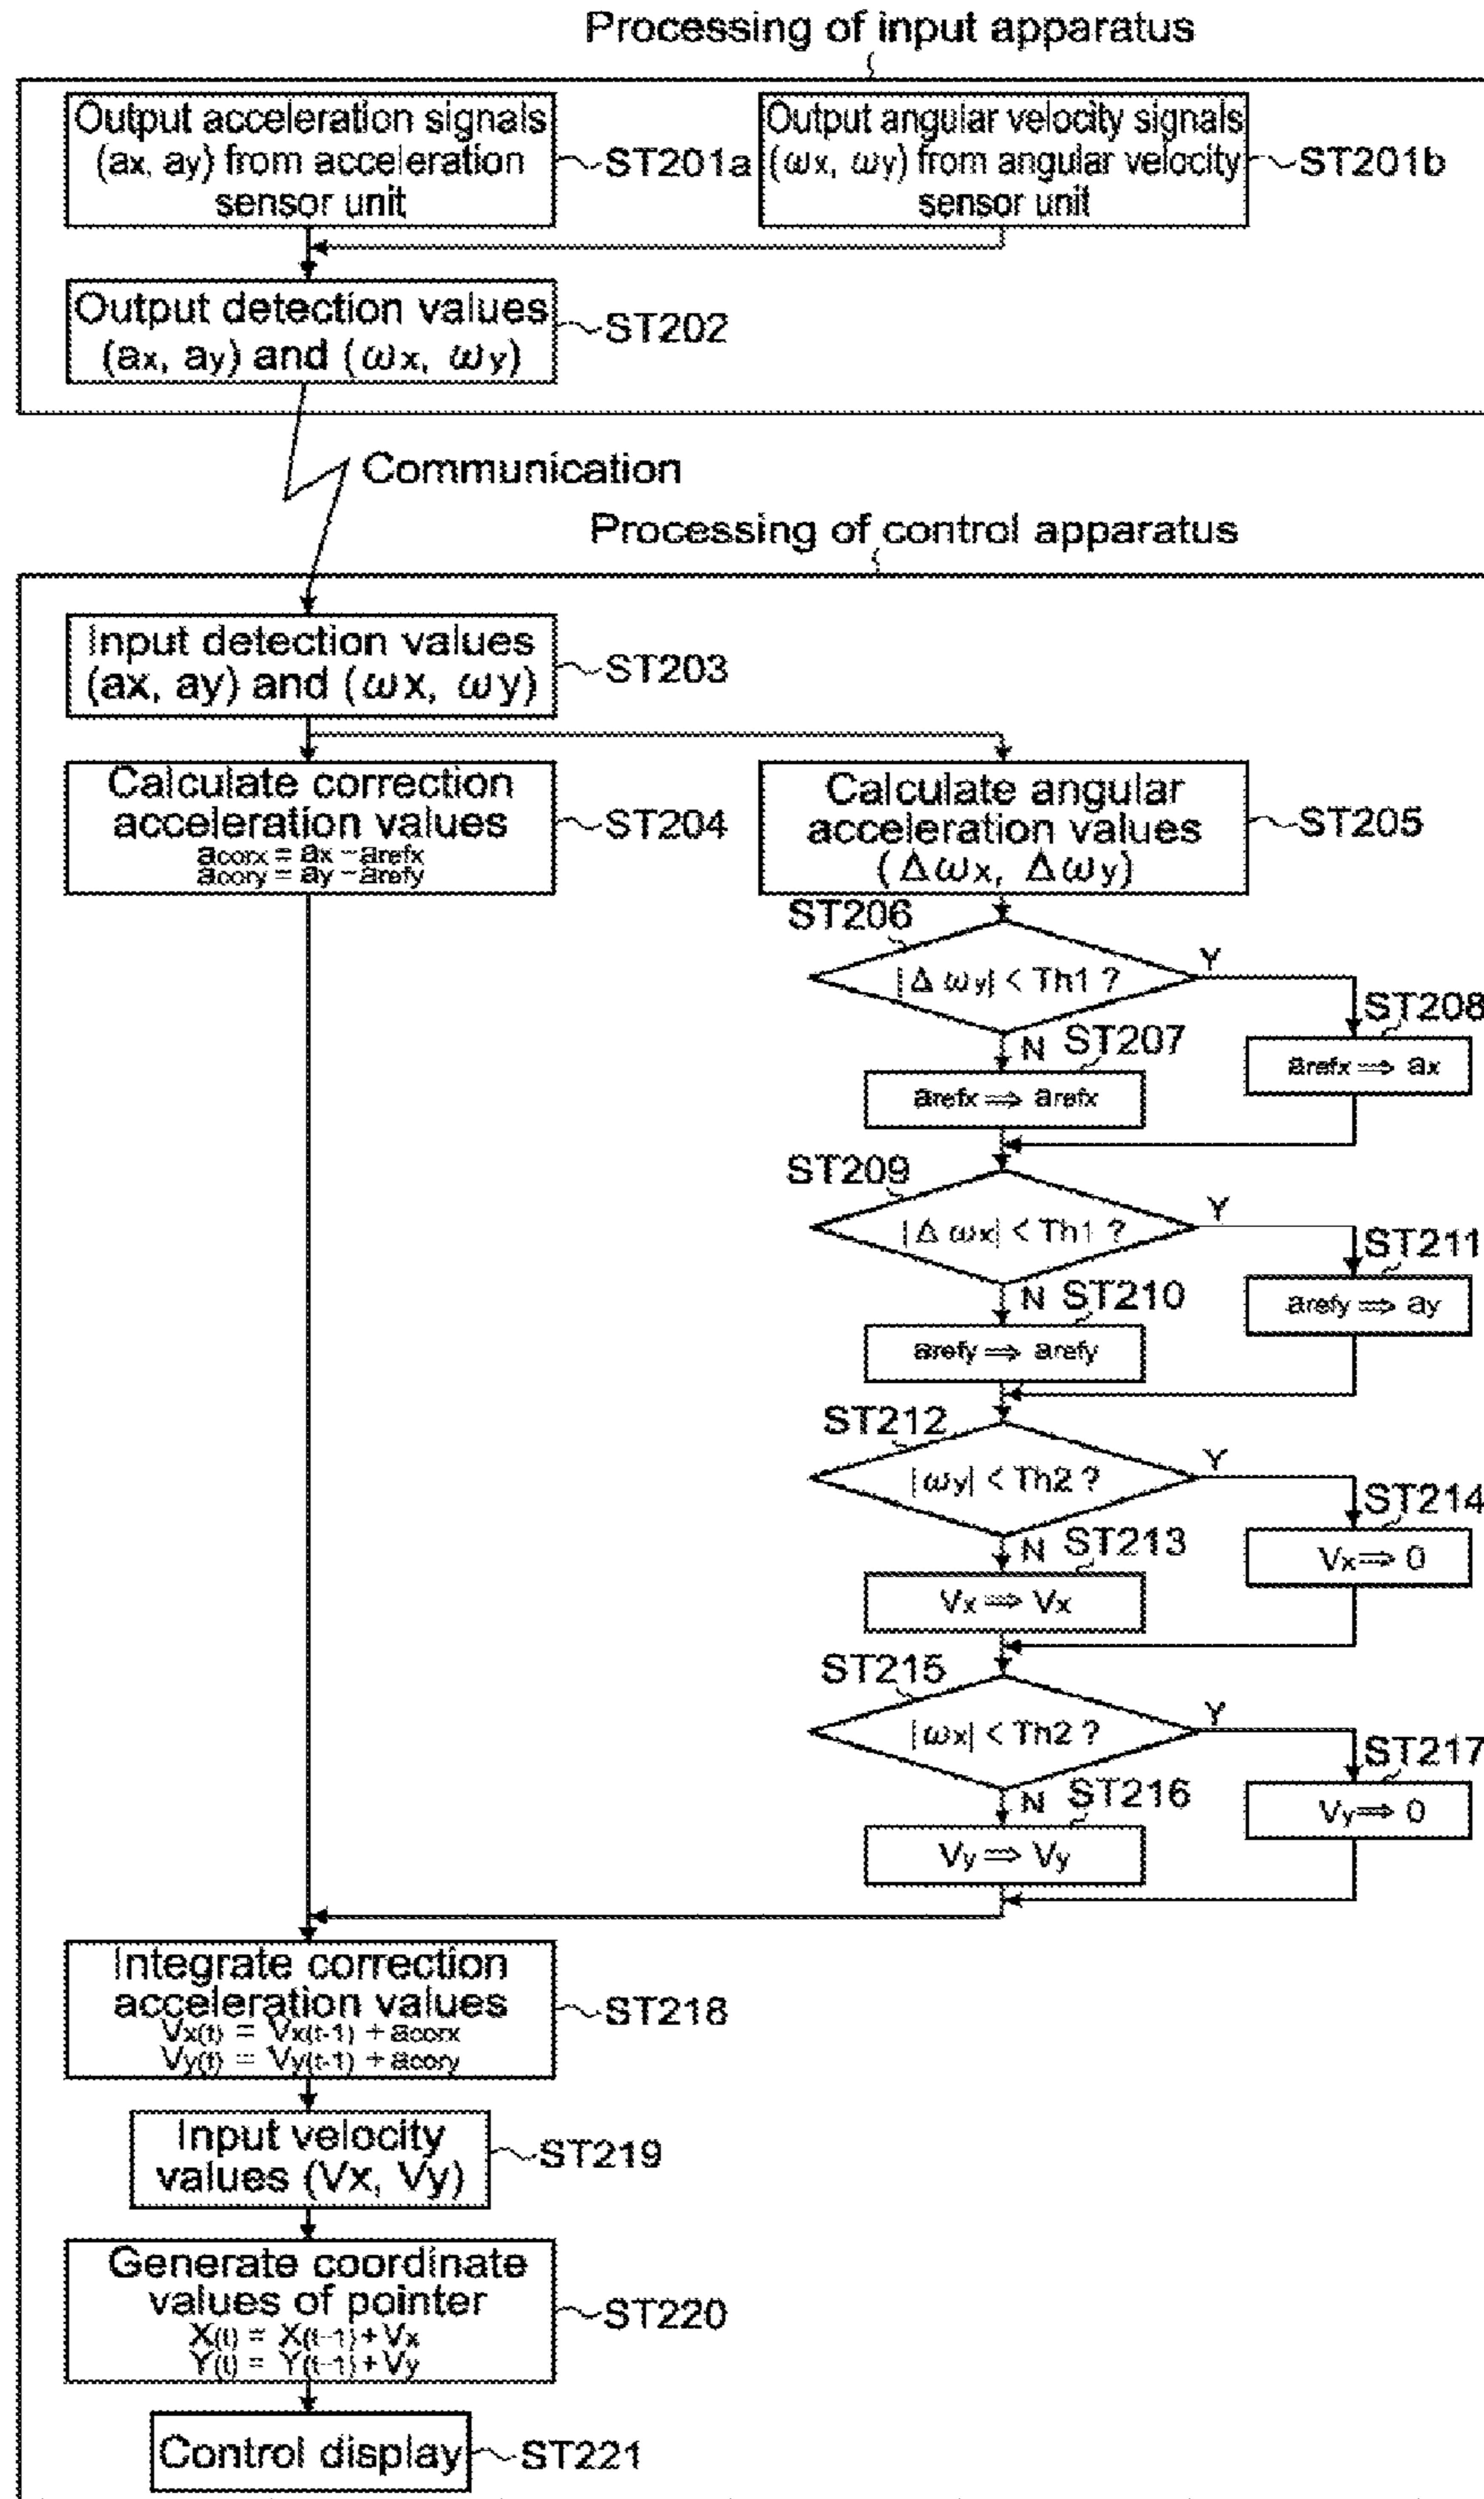 Processing of input apparatus
Output acceleration signals
(ax, ay) from acceleration
sensor unit
ST201a
Output angular velocity signals
(ωx, ωy) from angular velocity
sensor unit
ST201b
Output detection values
(ax, ay) and (ωx, ωy)
ST202
Communication
Processing of control apparatus
Input detection values
(ax, ay) and (ωx, ωy)
ST203
Calculate correction
acceleration values
acorx = ax - arefx
acory = ay - arefy
ST204
Calculate angular
acceleration values
(Δωx, Δωy)
ST205
ST206
|Δωy| < Th1 ?
Y
ST208
arefx ⇒ ax
N
ST207
arefx ⇒ arefx
ST209
|Δωx| < Th1 ?
Y
ST211
arefy ⇒ ay
N
ST210
arefy ⇒ arefy
ST212
|ωy| < Th2 ?
Y
ST214
Vx ⇒ 0
N
ST213
Vx ⇒ Vx
ST215
|ωx| < Th2 ?
Y
ST217
Vy ⇒ 0
N
ST216
Vy ⇒ Vy
Integrate correction
acceleration values
Vx(t) = Vx(t-1) + acorx
Vy(t) = Vy(t-1) + acory
ST218
Input velocity
values (Vx, Vy)
ST219
Generate coordinate
values of pointer
X(t) = X(t-1) + Vx
Y(t) = Y(t-1) + Vy
ST220
Control display
ST221